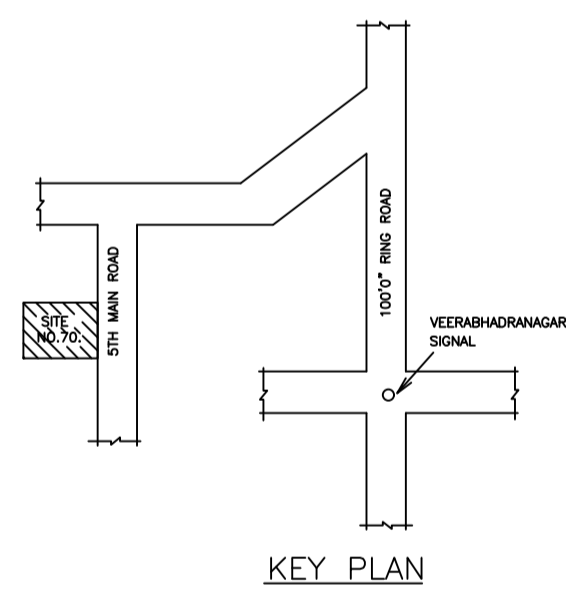 5TH MAIN ROAD
100'0" RING ROAD
SITE
NO.70.
VEERABHADRANAGAR
SIGNAL
KEY PLAN